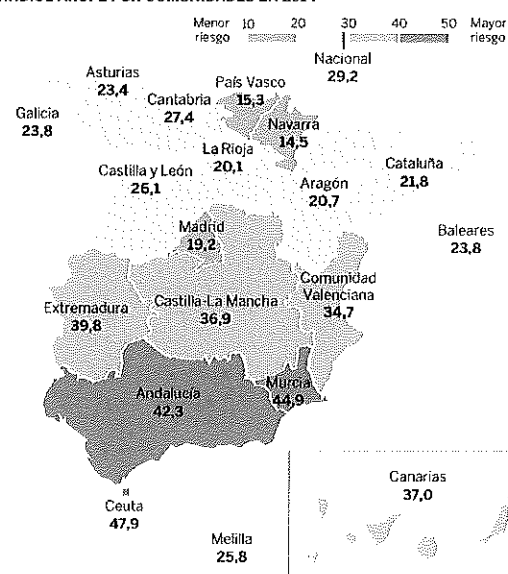 Menor riesgo
10 20 30 40 50
Mayor riesgo
Nacional
29,2
Asturias
23,4
País Vasco
15,3
Cantabria
27,4
Galicia
23,8
Navarra
14,5
La Rioja
20,1
Castilla y León
26,1
Cataluña
21,8
Aragón
20,7
Madrid
19,2
Baleares
23,8
Comunidad
Valenciana
34,7
Extremadura
39,8
Castilla-La Mancha
36,9
Andalucía
42,3
Murcia
44,9
Canarias
37,0
Ceuta
47,9
Melilla
25,8